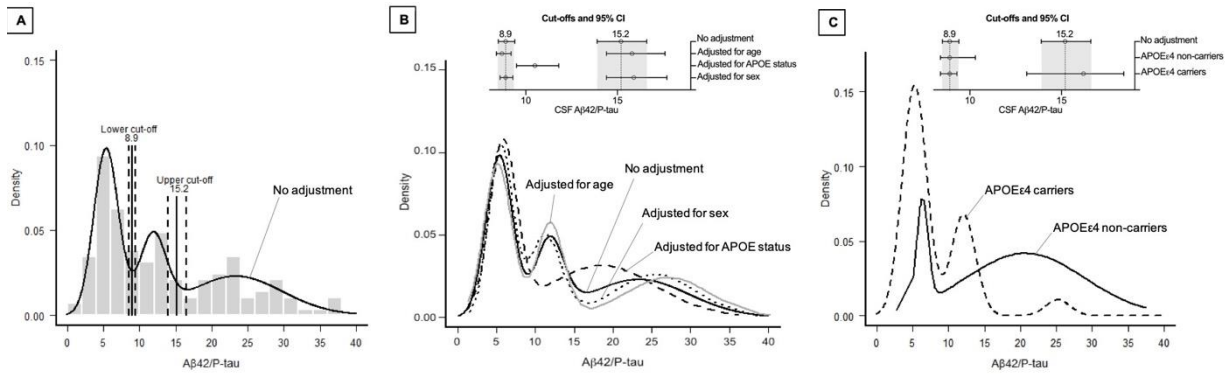 A
0.15
0.10
0.05
0.00
Density
Lower cut-off
8.9
Upper cut-off
15.2
No adjustment
0 5 10 15 20 25 30 35 40
Aβ42/P-tau
B
Cut-offs and 95% CI
8.9 15.2
No adjustment
Adjusted for age
Adjusted for APOE status
Adjusted for sex
10 15
CSF Aβ42/P-tau
0.15
0.10
0.05
0.00
Density
Adjusted for age
No adjustment
Adjusted for sex
Adjusted for APOE status
0 5 10 15 20 25 30 35 40
Aβ42/P-tau
C
Cut-offs and 95% CI
8.9 15.2
No adjustment
APOEε4 non-carriers
APOEε4 carriers
10 15
CSF Aβ42/P-tau
0.15
0.10
0.05
0.00
Density
APOEε4 carriers
APOEε4 non-carriers
0 5 10 15 20 25 30 35 40
Aβ42/P-tau